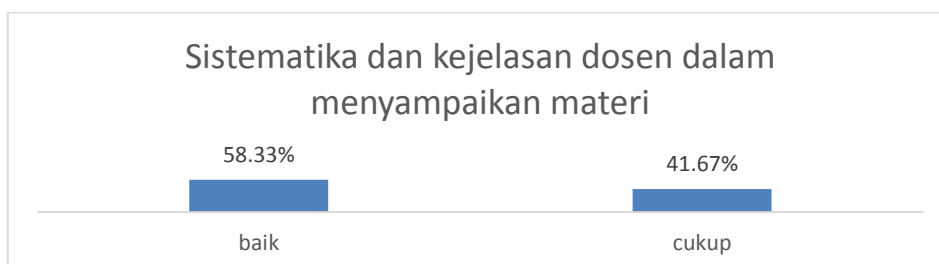 Sistematika dan kejelasan dosen dalam
menyampaikan materi
58.33%
41.67%
baik
cukup